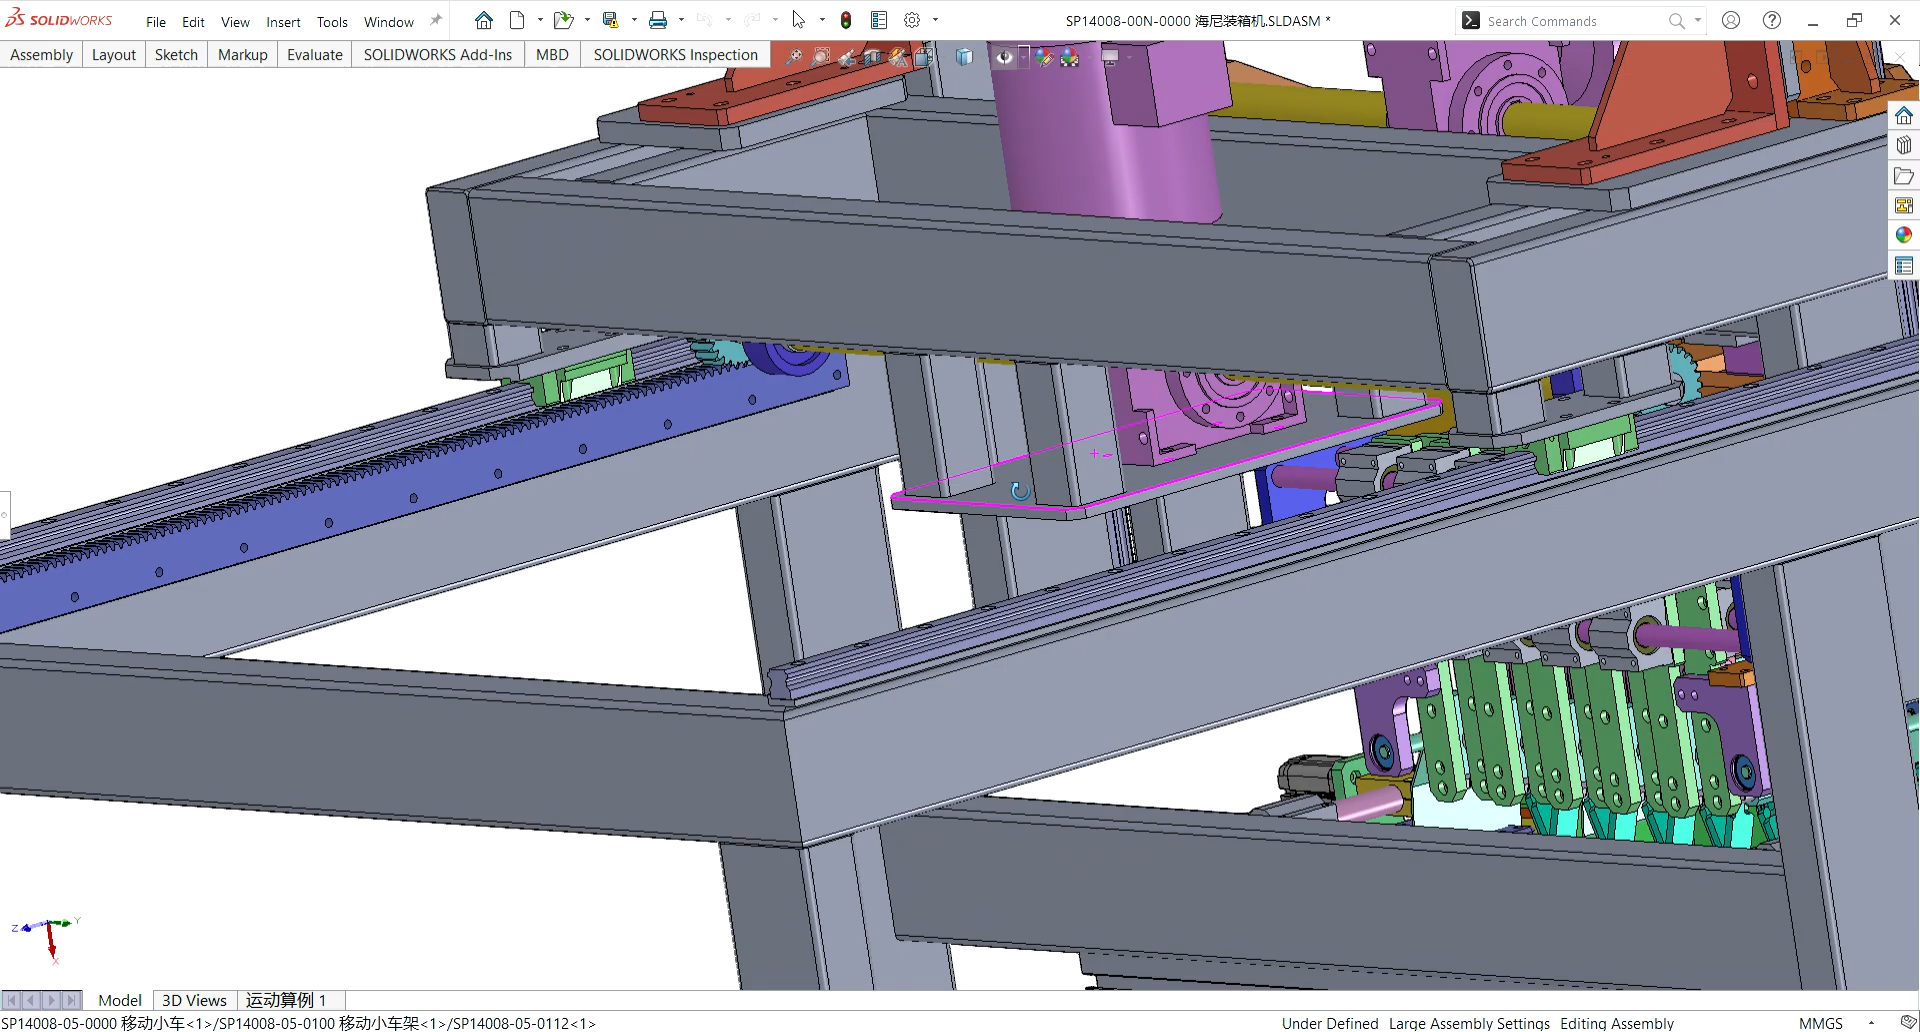 SOLIDWORKS File Edit View Insert Tools Window SP14008-00N-0000 海尼装箱机.SLDASM * Search Commands
Assembly Layout Sketch Markup Evaluate SOLIDWORKS Add-Ins MBD SOLIDWORKS Inspection
Z Y
X
Model 3D Views 运动算例 1
SP14008-05-0000 移动小车<1>/SP14008-05-0100 移动小车架<1>/SP14008-05-0112<1> Under Defined Large Assembly Settings Editing Assembly MMGS